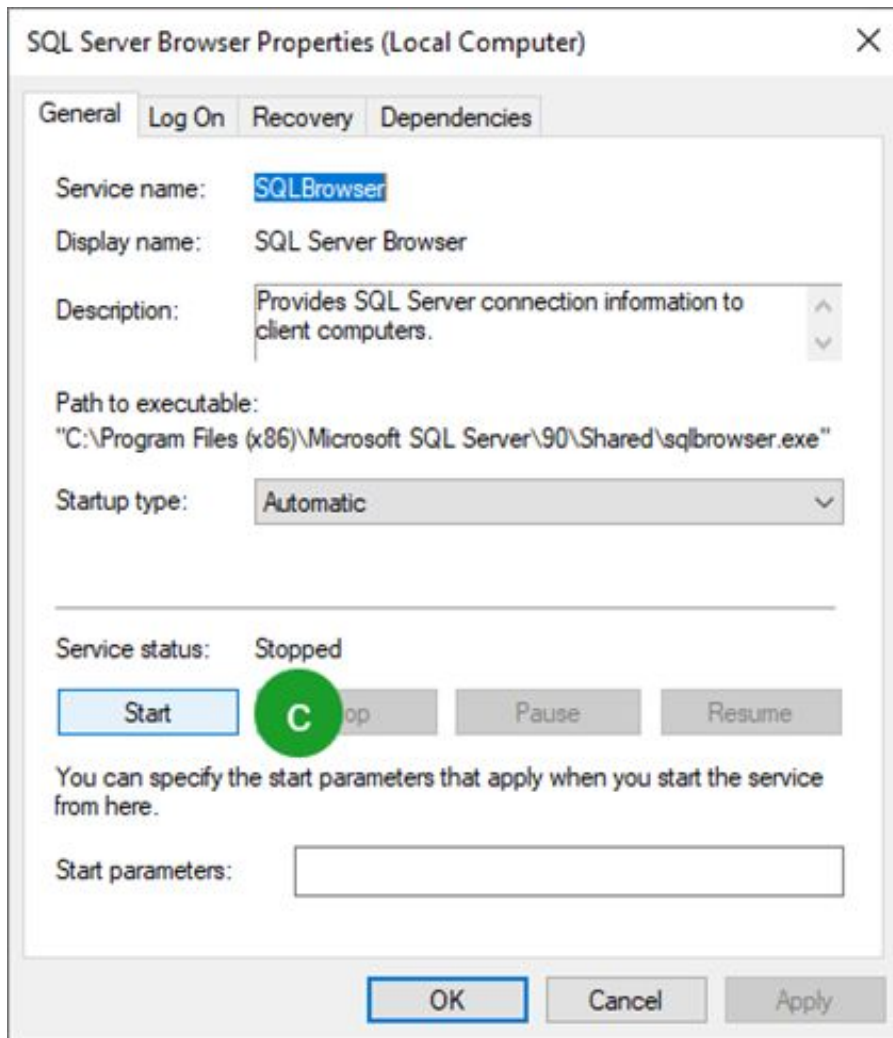 SQL Server Browser Properties (Local Computer)
General Log On Recovery Dependencies
Service name: SQLBrowser
Display name: SQL Server Browser
Description: Provides SQL Server connection information to
client computers.
Path to executable:
"C:\Program Files (x86)\Microsoft SQL Server\90\Shared\sqlbrowser.exe"
Startup type: Automatic
Service status: Stopped
Start C op Pause Resume
You can specify the start parameters that apply when you start the service
from here.
Start parameters:
OK Cancel Apply